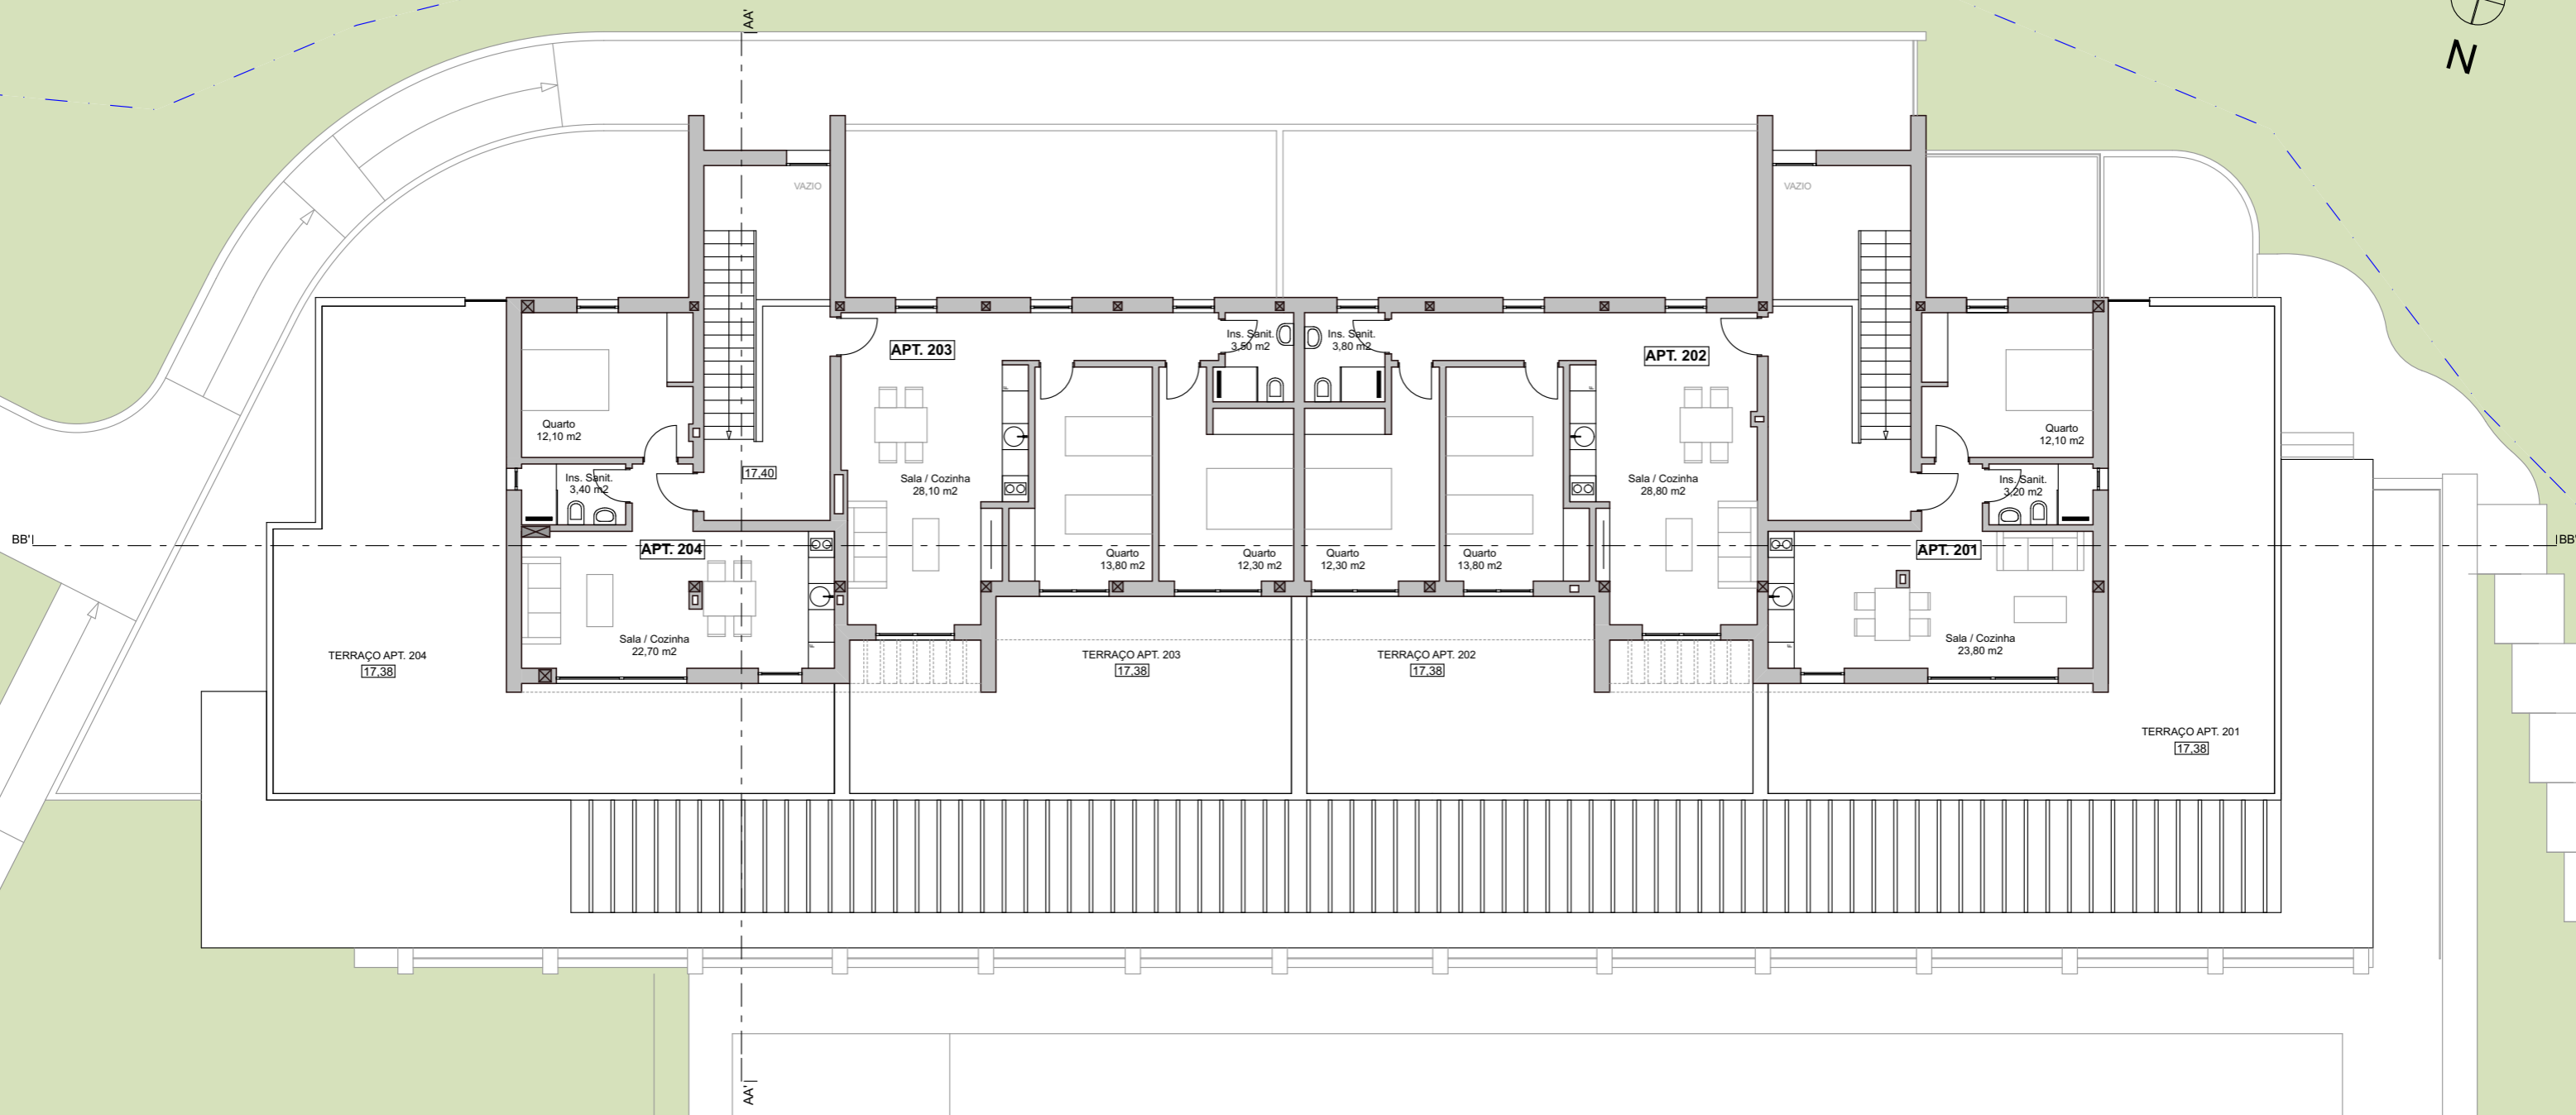 AA'
N
VAZIO
VAZIO
APT. 203
Ins. Sanit.
3,50 m2
Ins. Sanit.
3,80 m2
APT. 202
Quarto
12,10 m2
Quarto
12,10 m2
17,40
Ins. Sanit.
3,40 m2
Sala / Cozinha
28,10 m2
Sala / Cozinha
28,80 m2
Ins. Sanit.
3,20 m2
BB'
APT. 204
Quarto
13,80 m2
Quarto
12,30 m2
Quarto
12,30 m2
Quarto
13,80 m2
APT. 201
BB'
Sala / Cozinha
22,70 m2
Sala / Cozinha
23,80 m2
TERRAÇO APT. 204
17,38
TERRAÇO APT. 203
17,38
TERRAÇO APT. 202
17,38
TERRAÇO APT. 201
17,38
AA'